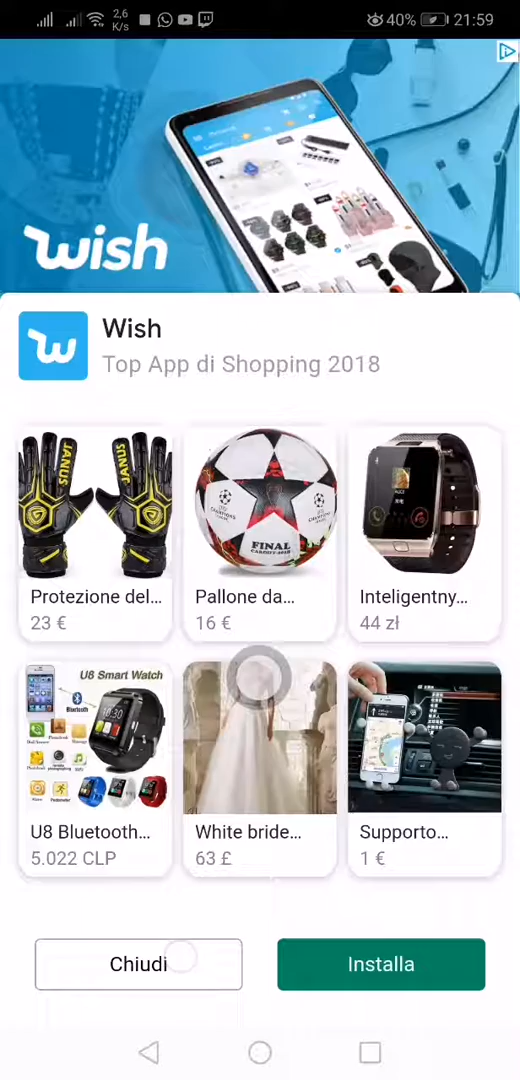 2,6
K/s
40%
21:59
wish
Wish
Top App di Shopping 2018
JANUS
JANUS
FINAL
Protezione del...
23 €
Pallone da...
16 €
Inteligentny...
44 zł
U8 Smart Watch
Bluetooth
U8 Bluetooth...
5.022 CLP
White bride...
63 £
Supporto...
1 €
Chiudi
Installa